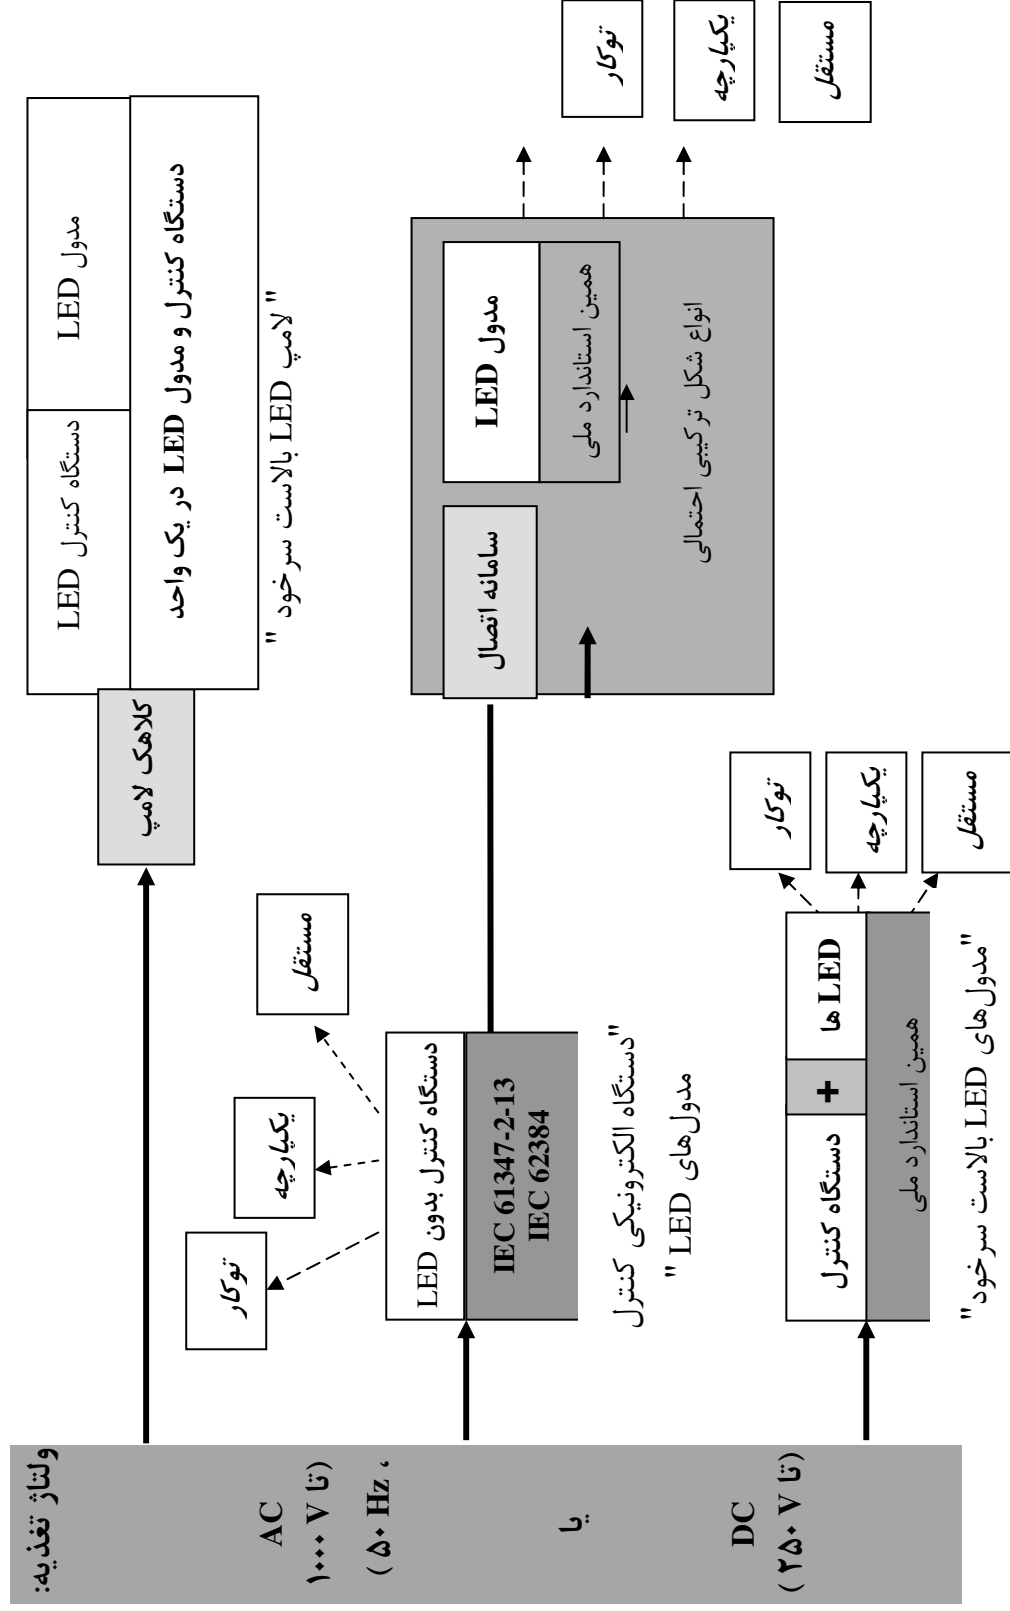 ولتاژ تغذیه:
AC
(تا ۱۰۰۰ V
، ۵۰ Hz )
یا
DC
(تا ۲۵۰ V )
کلاهک لامپ
دستگاه کنترل LED
مدول LED
دستگاه کنترل و مدول LED در یک واحد
"لامپ LED بالاست سرخود "
توکار
یکپارچه
مستقل
دستگاه کنترل بدون
LED
IEC 61347-2-13
IEC 62384
"دستگاه الکترونیکی کنترل
مدول‌های LED "
سامانه اتصال
مدول LED
همین استاندارد ملی
انواع شکل ترکیبی احتمالی
توکار
یکپارچه
مستقل
دستگاه کنترل
+
LED ها
همین استاندارد ملی
"مدول‌های LED بالاست سرخود "
توکار
یکپارچه
مستقل